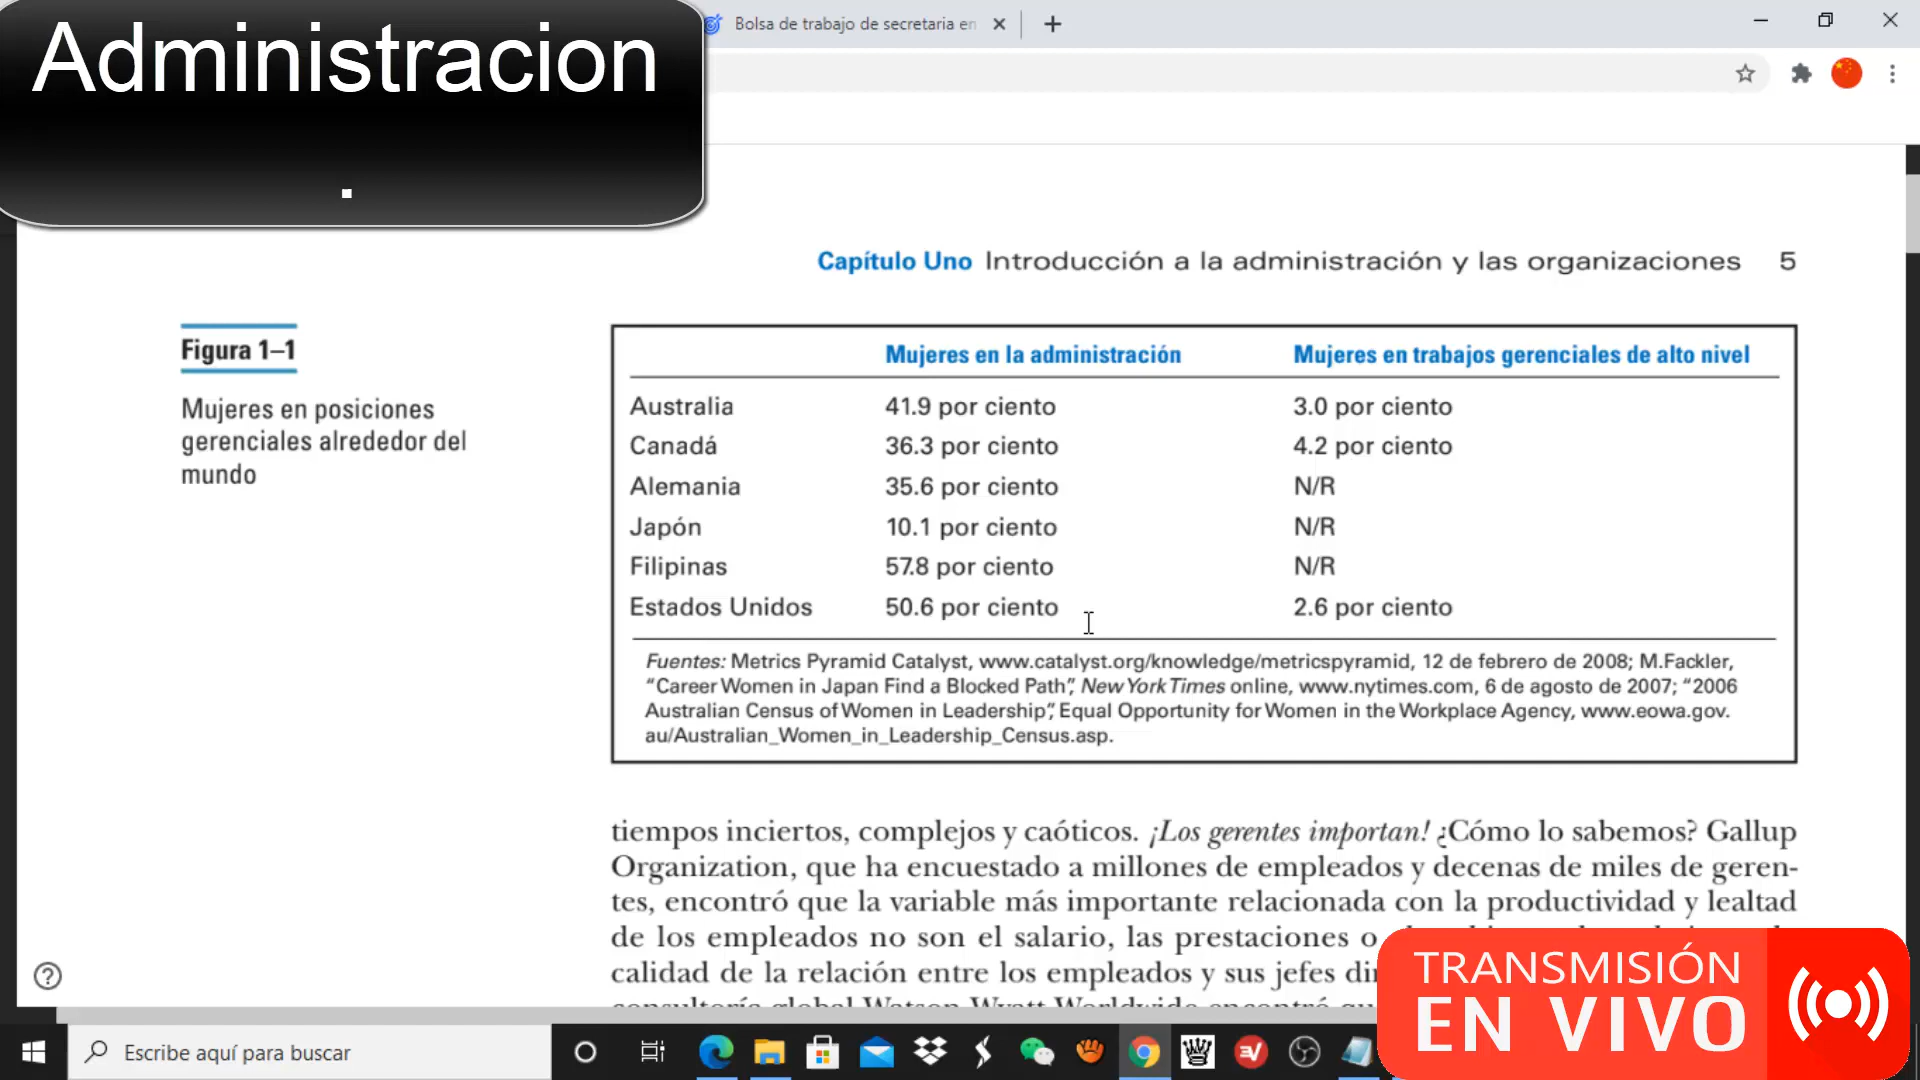 Administracion
.
Bolsa de trabajo de secretaria en
Capítulo Uno Introducción a la administración y las organizaciones 5
Figura 1–1
Mujeres en posiciones
gerenciales alrededor del
mundo
Mujeres en la administración Mujeres en trabajos gerenciales de alto nivel
Australia 41.9 por ciento 3.0 por ciento
Canadá 36.3 por ciento 4.2 por ciento
Alemania 35.6 por ciento N/R
Japón 10.1 por ciento N/R
Filipinas 57.8 por ciento N/R
Estados Unidos 50.6 por ciento 2.6 por ciento
Fuentes: Metrics Pyramid Catalyst, www.catalyst.org/knowledge/metricspyramid, 12 de febrero de 2008; M.Fackler,
“Career Women in Japan Find a Blocked Path”, New York Times online, www.nytimes.com, 6 de agosto de 2007; “2006
Australian Census of Women in Leadership”, Equal Opportunity for Women in the Workplace Agency, www.eowa.gov.
au/Australian_Women_in_Leadership_Census.asp.
tiempos inciertos, complejos y caóticos. ¡Los gerentes importan! ¿Cómo lo sabemos? Gallup
Organization, que ha encuestado a millones de empleados y decenas de miles de geren-
tes, encontró que la variable más importante relacionada con la productividad y lealtad
de los empleados no son el salario, las prestaciones o
calidad de la relación entre los empleados y sus jefes
consultoría global Watson Wyatt Worldwide encontró
TRANSMISIÓN
EN VIVO
Escribe aquí para buscar